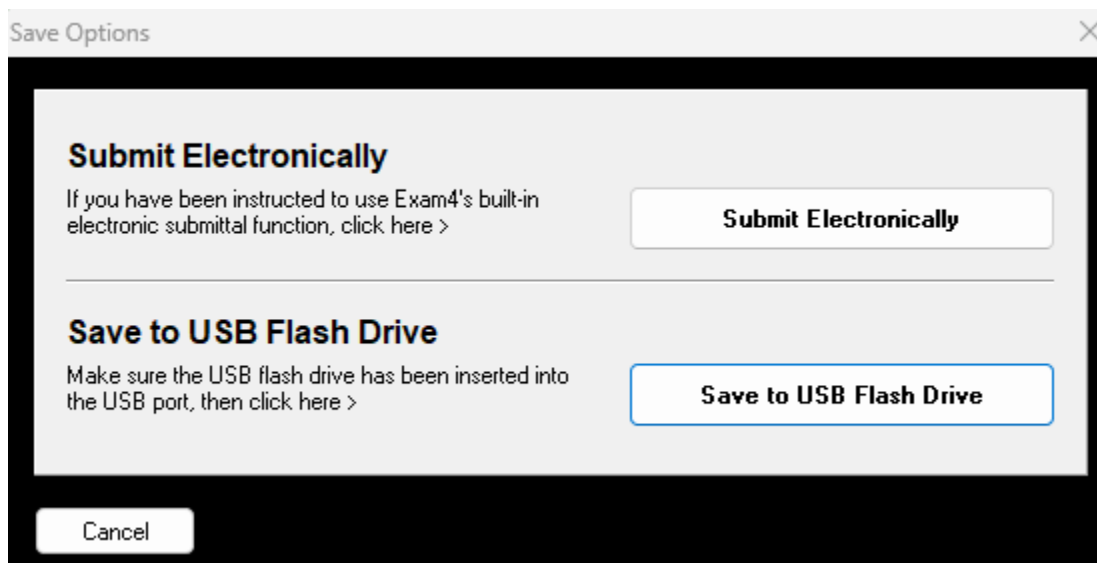 Save Options
Submit Electronically
If you have been instructed to use Exam4's built-in
electronic submittal function, click here >
Submit Electronically
Save to USB Flash Drive
Make sure the USB flash drive has been inserted into
the USB port, then click here >
Save to USB Flash Drive
Cancel